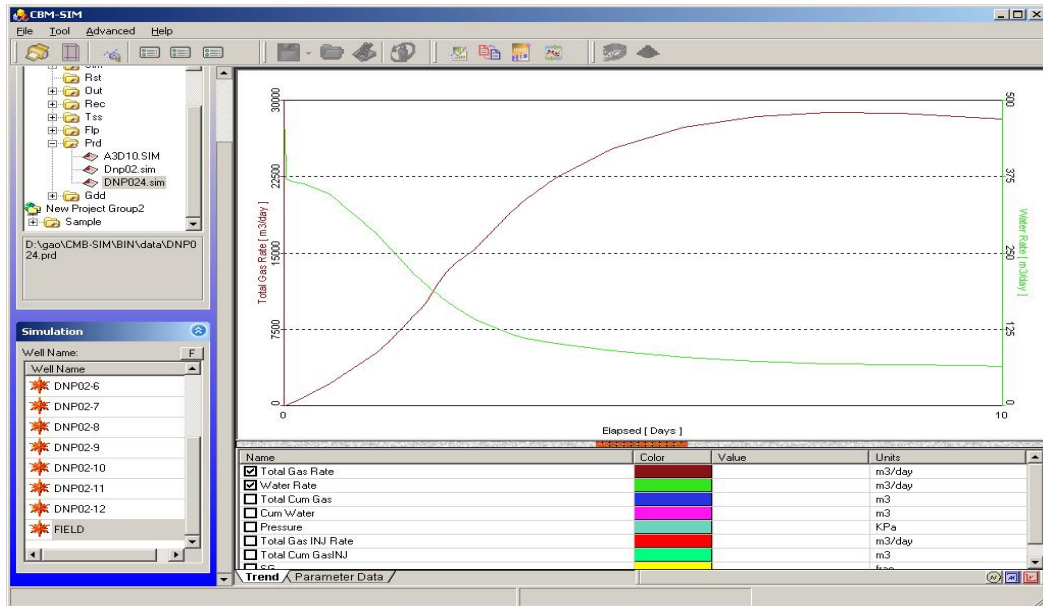 CBM-SIM
File Tool Advanced Help
Rst
Out
Rec
Tss
Flp
Prd
A3D10.SIM
Dnp02.sim
DNP024.sim
Gdd
New Project Group2
Sample
D:\gao\CMB-SIM\BIN\data\DNP0
24.prd
Simulation
Well Name: F
Well Name
DNP02-6
DNP02-7
DNP02-8
DNP02-9
DNP02-10
DNP02-11
DNP02-12
FIELD
Total Gas Rate [ m3/day ]
30000
22500
15000
7500
0
Water Rate [ m3/day ]
500
375
250
125
0
0 10
Elapsed [ Days ]
Name Color Value Units
Total Gas Rate m3/day
Water Rate m3/day
Total Cum Gas m3
Cum Water m3
Pressure KPa
Total Gas INJ Rate m3/day
Total Cum GasINJ m3
Trend Parameter Data